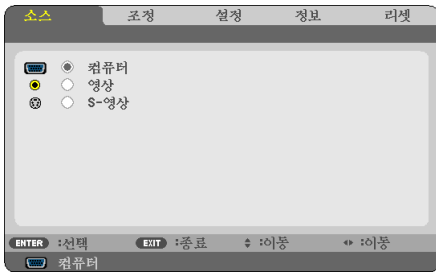 소스 조정 설정 정보 리셋
컴퓨터
영상
S-영상
ENTER :선택 EXIT :종료 :이동 :이동
컴퓨터